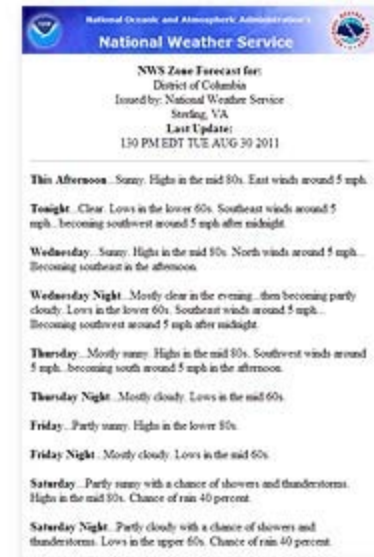 National Oceanic and Atmospheric Administration's
National Weather Service
NWS Zone Forecast for:
District of Columbia
Issued by: National Weather Service
Sterling, VA
Last Update:
130 PM EDT TUE AUG 30 2011
This Afternoon...Sunny. Highs in the mid 80s. East winds around 5 mph.
Tonight...Clear. Lows in the lower 60s. Southeast winds around 5
mph...becoming southwest around 5 mph after midnight.
Wednesday...Sunny. Highs in the mid 80s. North winds around 5 mph...
Becoming southeast in the afternoon.
Wednesday Night...Mostly clear in the evening...then becoming partly
cloudy. Lows in the lower 60s. Southeast winds around 5 mph...
Becoming southwest around 5 mph after midnight.
Thursday...Mostly sunny. Highs in the mid 80s. Southwest winds around
5 mph...becoming south around 5 mph in the afternoon.
Thursday Night...Mostly cloudy. Lows in the mid 60s.
Friday...Partly sunny. Highs in the lower 80s.
Friday Night...Mostly cloudy. Lows in the mid 60s.
Saturday...Partly sunny with a chance of showers and thunderstorms.
Highs in the mid 80s. Chance of rain 40 percent.
Saturday Night...Partly cloudy with a chance of showers and
thunderstorms. Lows in the upper 60s. Chance of rain 40 percent.